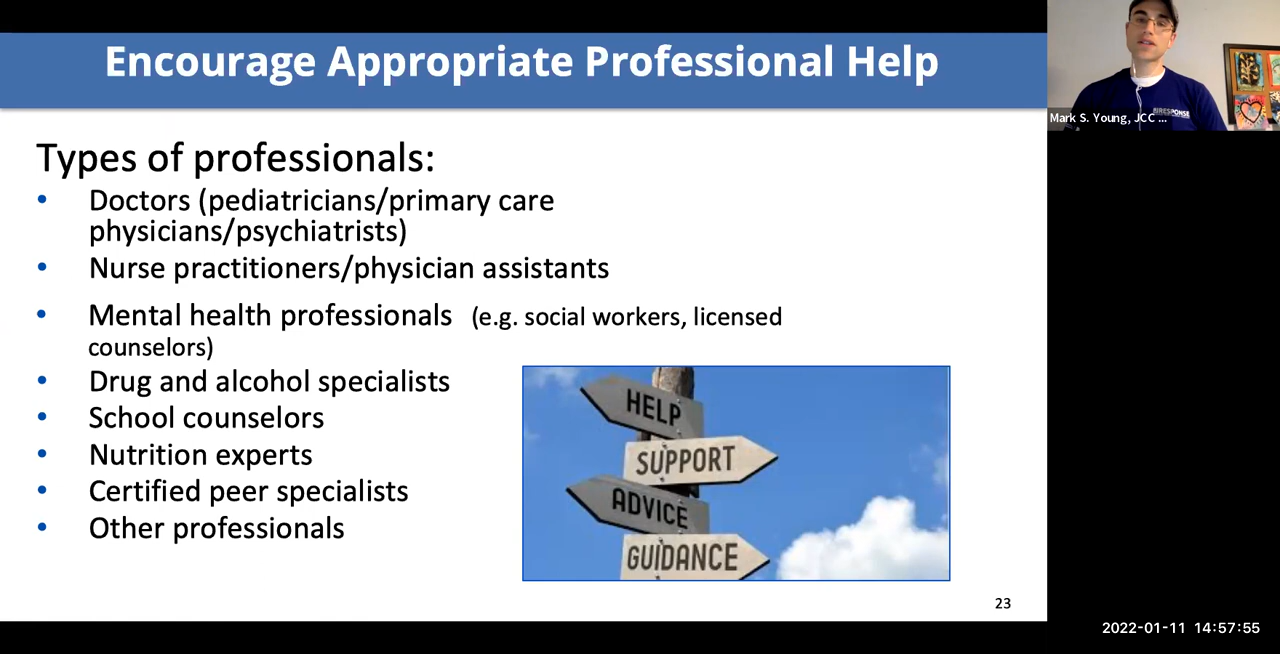 Encourage Appropriate Professional Help
Types of professionals:
• Doctors (pediatricians/primary care
physicians/psychiatrists)
• Nurse practitioners/physician assistants
• Mental health professionals (e.g. social workers, licensed
counselors)
• Drug and alcohol specialists
• School counselors
• Nutrition experts
• Certified peer specialists
• Other professionals
HELP
SUPPORT
ADVICE
GUIDANCE
23
Mark S. Young, JCC ...
2022-01-11 14:57:55